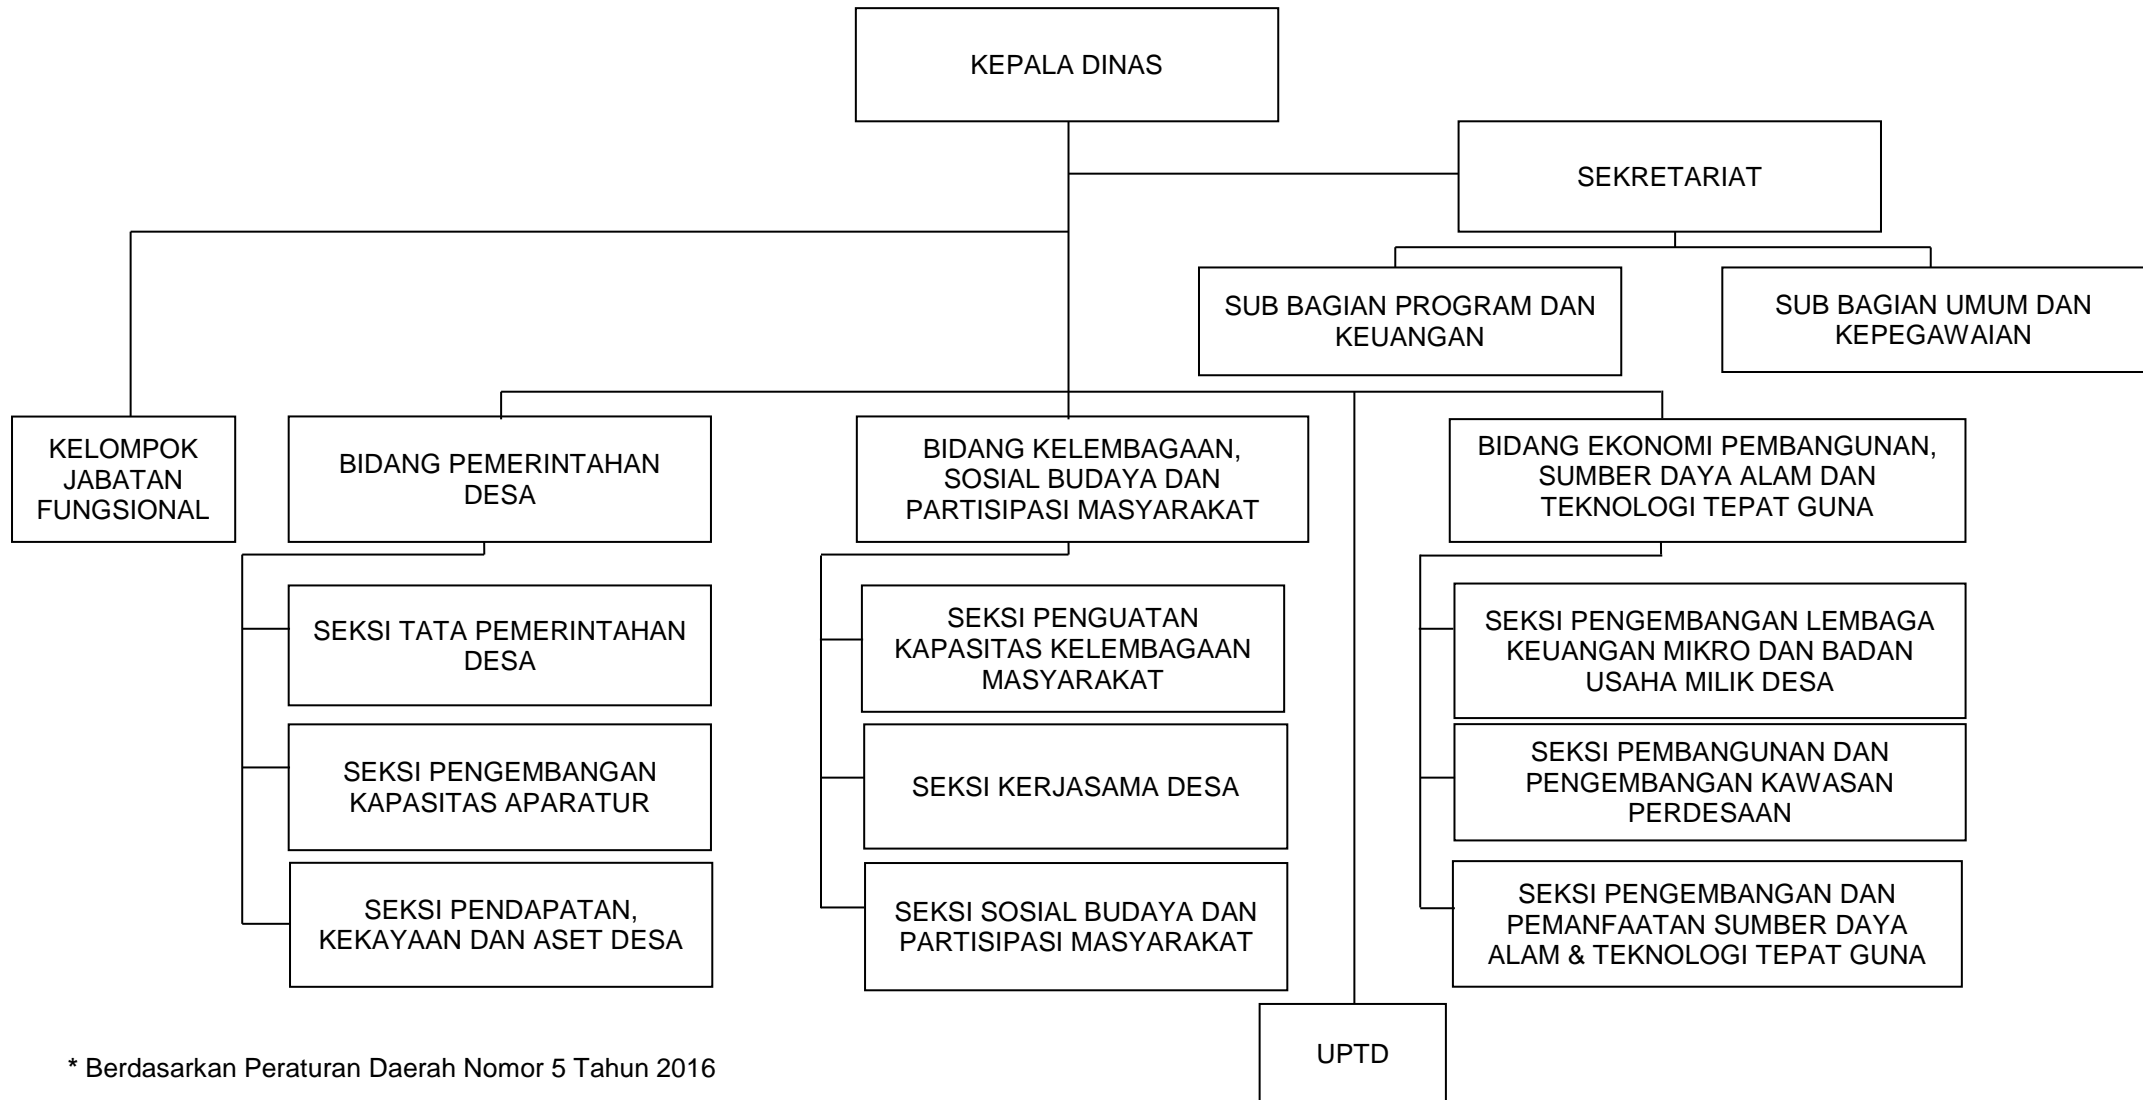 KEPALA DINAS
SEKRETARIAT
SUB BAGIAN PROGRAM DAN
KEUANGAN
SUB BAGIAN UMUM DAN
KEPEGAWAIAN
KELOMPOK
JABATAN
FUNGSIONAL
BIDANG PEMERINTAHAN
DESA
BIDANG KELEMBAGAAN,
SOSIAL BUDAYA DAN
PARTISIPASI MASYARAKAT
BIDANG EKONOMI PEMBANGUNAN,
SUMBER DAYA ALAM DAN
TEKNOLOGI TEPAT GUNA
SEKSI TATA PEMERINTAHAN
DESA
SEKSI PENGEMBANGAN
KAPASITAS APARATUR
SEKSI PENDAPATAN,
KEKAYAAN DAN ASET DESA
SEKSI PENGUATAN
KAPASITAS KELEMBAGAAN
MASYARAKAT
SEKSI KERJASAMA DESA
SEKSI SOSIAL BUDAYA DAN
PARTISIPASI MASYARAKAT
SEKSI PENGEMBANGAN LEMBAGA
KEUANGAN MIKRO DAN BADAN
USAHA MILIK DESA
SEKSI PEMBANGUNAN DAN
PENGEMBANGAN KAWASAN
PERDESAAN
SEKSI PENGEMBANGAN DAN
PEMANFAATAN SUMBER DAYA
ALAM & TEKNOLOGI TEPAT GUNA
UPTD
* Berdasarkan Peraturan Daerah Nomor 5 Tahun 2016